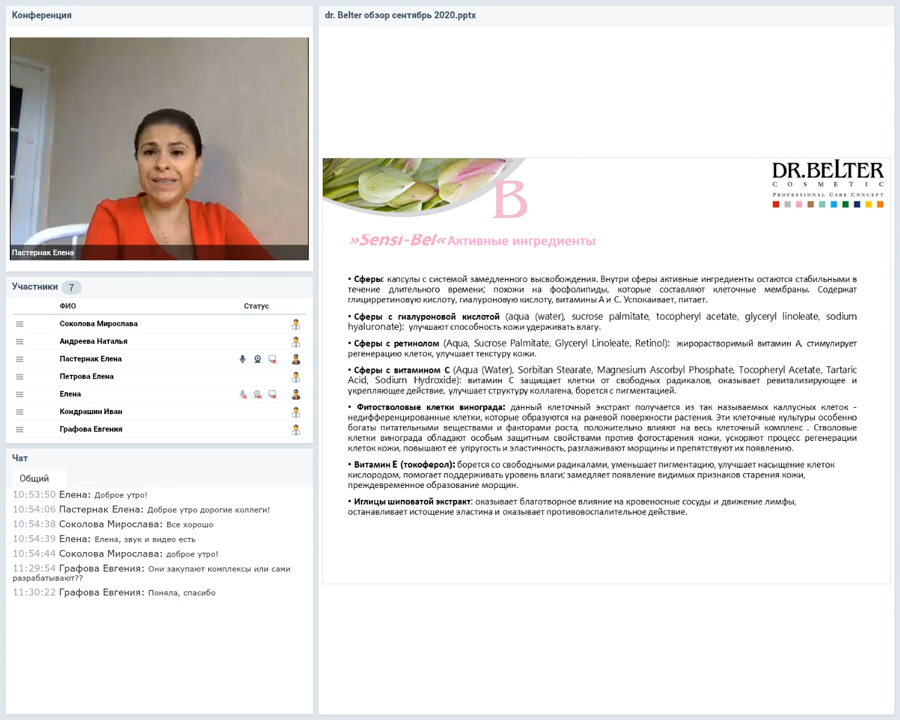 Конференция
Пастернак Елена
Участники 7
ФИО Статус
Соколова Мирослава
Андреева Наталья
Пастернак Елена
Петрова Елена
Елена
Кондрашин Иван
Графова Евгения
Чат
Общий
10:53:50 Елена: Доброе утро!
10:54:06 Пастернак Елена: Доброе утро дорогие коллеги!
10:54:38 Соколова Мирослава: Все хорошо
10:54:39 Елена: Елена, звук и видео есть
10:54:44 Соколова Мирослава: доброе утро!
11:29:54 Графова Евгения: Они закупают комплексы или сами
разрабатывают??
11:30:22 Графова Евгения: Поняла, спасибо
dr. Belter обзор сентябрь 2020.pptx
B
DR.BELTER
COSMETIC
PROFESSIONAL CARE CONCEPT
»Sensi-Bel« Активные ингредиенты
• Сферы: капсулы с системой замедленного высвобождения. Внутри сферы активные ингредиенты остаются стабильными в
течение длительного времени; похожи на фосфолипиды, которые составляют клеточные мембраны. Содержат
глицирретиновую кислоту, гиалуроновую кислоту, витамины А и С. Успокаивает, питает.
• Сферы с гиалуроновой кислотой (aqua (water), sucrose palmitate, tocopheryl acetate, glyceryl linoleate, sodium
hyaluronate): улучшают способность кожи удерживать влагу.
• Сферы с ретинолом (Aqua, Sucrose Palmitate, Glyceryl Linoleate, Retinol): жирорастворимый витамин А, стимулирует
регенерацию клеток, улучшает текстуру кожи.
• Сферы с витамином С (Aqua (Water), Sorbitan Stearate, Magnesium Ascorbyl Phosphate, Tocopheryl Acetate, Tartaric
Acid, Sodium Hydroxide): витамин С защищает клетки от свободных радикалов, оказывает ревитализирующее и
укрепляющее действие, улучшает структуру коллагена, борется с пигментацией.
• Фитостволовые клетки винограда: данный клеточный экстракт получается из так называемых каллусных клеток -
недифференцированные клетки, которые образуются на раневой поверхности растения. Эти клеточные культуры особенно
богаты питательными веществами и факторами роста, положительно влияют на весь клеточный комплекс . Стволовые
клетки винограда обладают особым защитным свойствами против фотостарения кожи, ускоряют процесс регенерации
клеток кожи, повышают ее упругость и эластичность, разглаживают морщины и препятствуют их появлению.
• Витамин Е (токоферол): борется со свободными радикалами, уменьшает пигментацию, улучшает насыщение клеток
кислородом, помогает поддерживать уровень влаги; замедляет появление видимых признаков старения кожи,
преждевременное образование морщин.
• Иглицы шиповатой экстракт: оказывает благотворное влияние на кровеносные сосуды и движение лимфы,
останавливает истощение эластина и оказывает противовоспалительное действие.